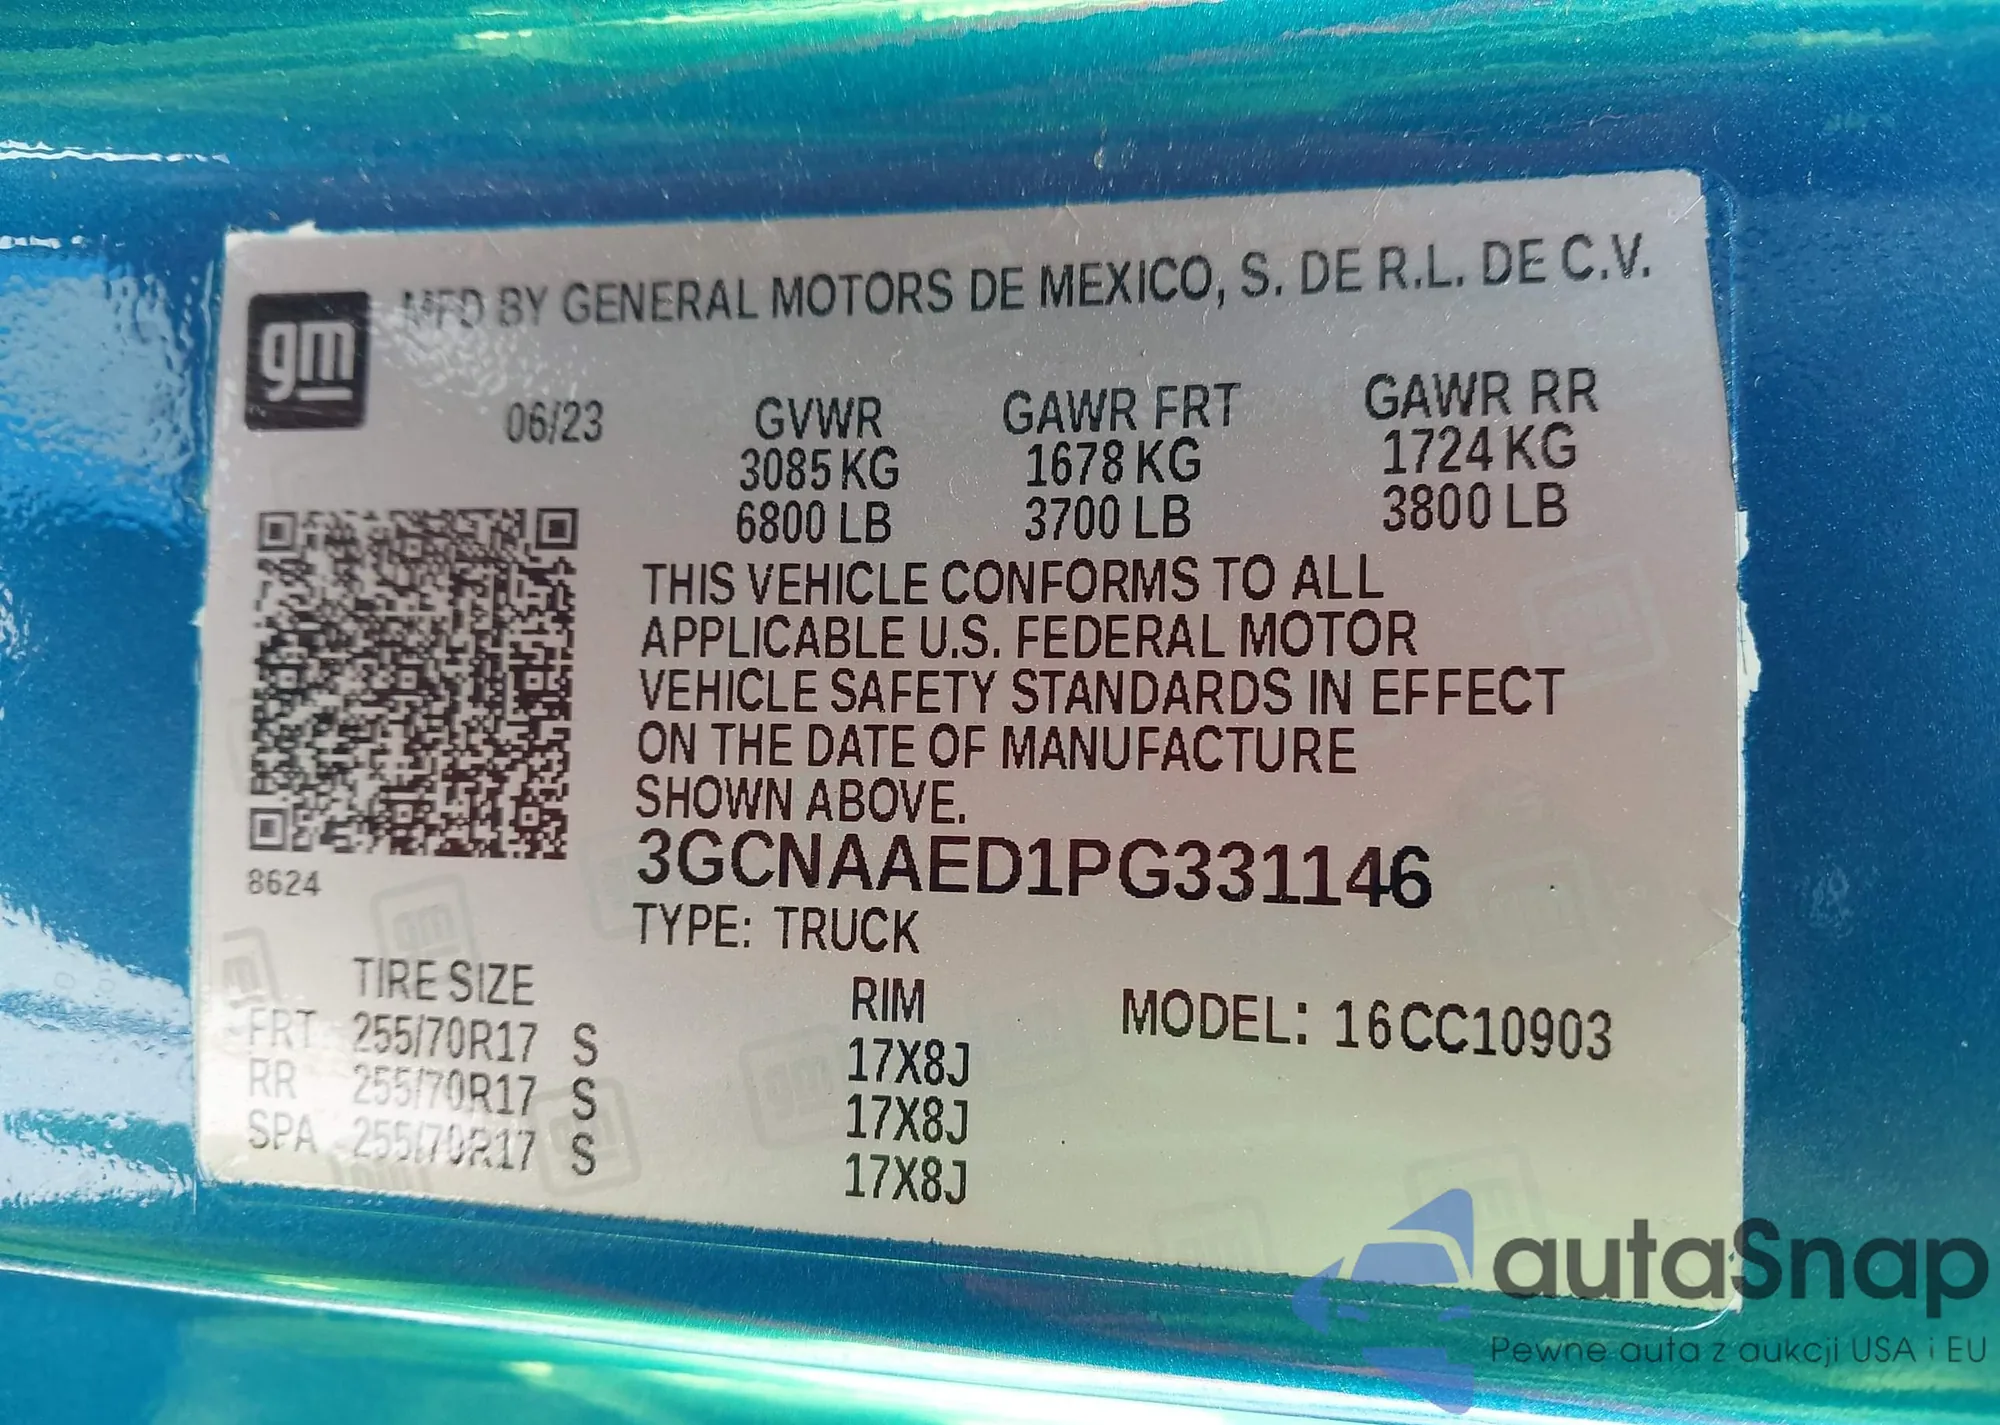 MFD BY GENERAL MOTORS DE MEXICO, S. DE R.L. DE C.V.
gm
06/23 GVWR GAWR FRT GAWR RR
3085 KG 1678 KG 1724 KG
6800 LB 3700 LB 3800 LB
THIS VEHICLE CONFORMS TO ALL
APPLICABLE U.S. FEDERAL MOTOR
VEHICLE SAFETY STANDARDS IN EFFECT
ON THE DATE OF MANUFACTURE
SHOWN ABOVE.
3GCNAAED1PG331146
8624
TYPE: TRUCK
TIRE SIZE RIM MODEL: 16CC10903
FRT 255/70R17 S 17X8J
RR 255/70R17 S 17X8J
SPA 255/70R17 S 17X8J
autaSnap
Pewne auta z aukcji USA i EU